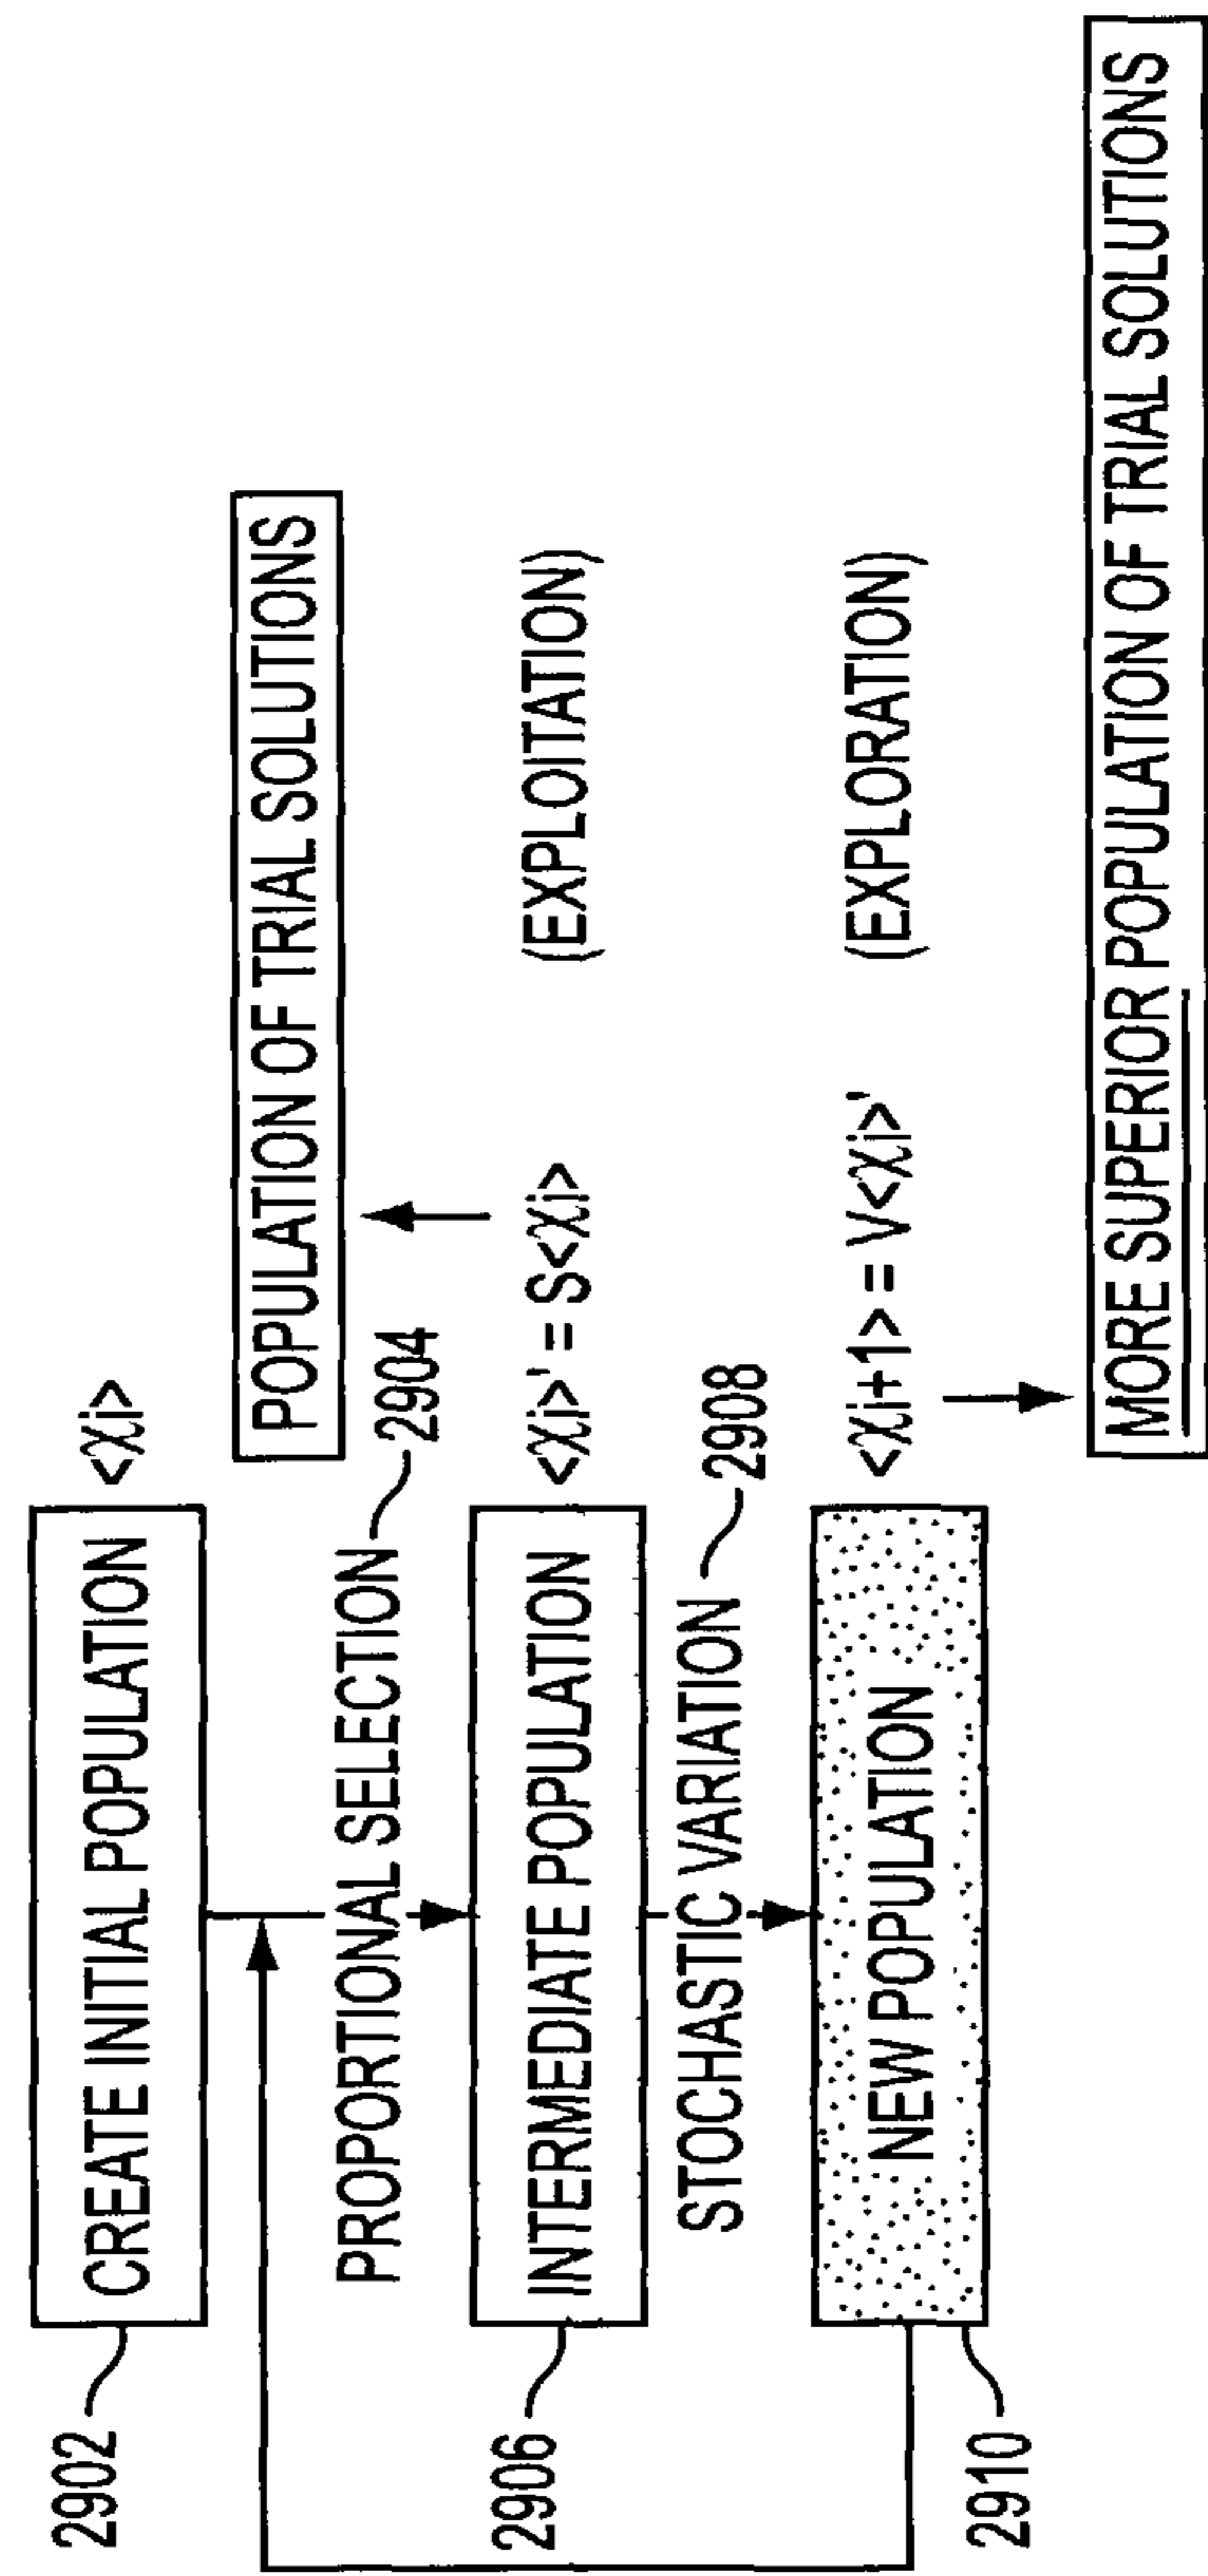 2902
CREATE INITIAL POPULATION
<χi>
POPULATION OF TRIAL SOLUTIONS
PROPORTIONAL SELECTION
2904
2906
INTERMEDIATE POPULATION
<χi>' = S<χi>
(EXPLOITATION)
STOCHASTIC VARIATION
2908
2910
NEW POPULATION
<χi+1> = V<χi>'
(EXPLORATION)
MORE SUPERIOR POPULATION OF TRIAL SOLUTIONS